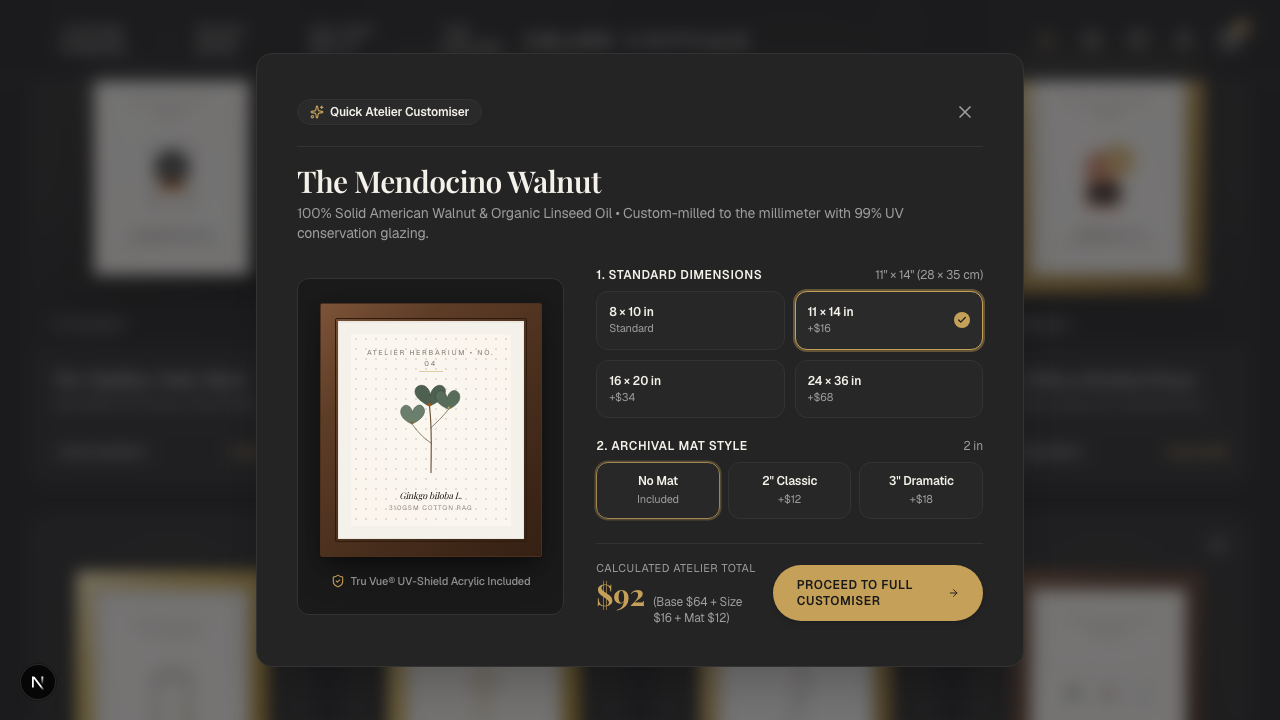 Quick Atelier Customiser
The Mendocino Walnut
100% Solid American Walnut & Organic Linseed Oil • Custom-milled to the millimeter with 99% UV
conservation glazing.
ATELIER HERBARIUM • NO.
04
Ginkgo biloba L.
310GSM COTTON RAG
Tru Vue® UV-Shield Acrylic Included
1. STANDARD DIMENSIONS
11" × 14" (28 × 35 cm)
8 × 10 in
Standard
11 × 14 in
+$16
16 × 20 in
+$34
24 × 36 in
+$68
2. ARCHIVAL MAT STYLE
2 in
No Mat
Included
2" Classic
+$12
3" Dramatic
+$18
CALCULATED ATELIER TOTAL
$92
(Base $64 + Size
$16 + Mat $12)
PROCEED TO FULL
CUSTOMISER
N